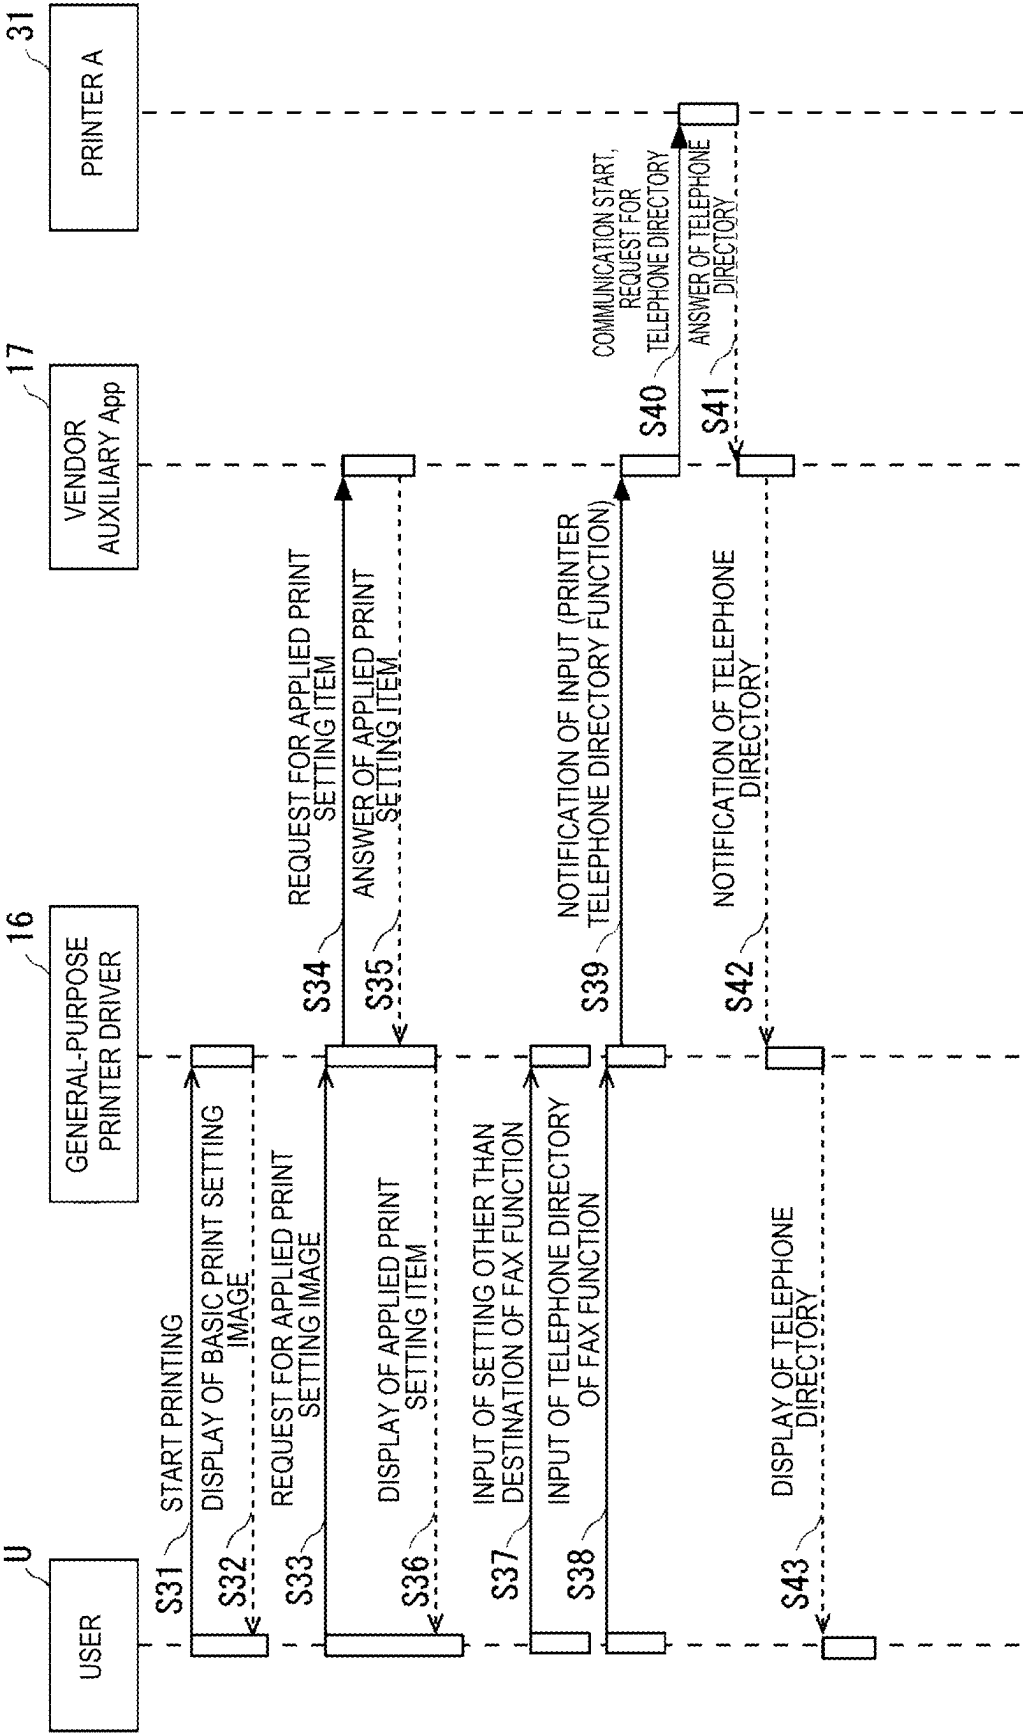 U
USER
16
GENERAL-PURPOSE
PRINTER DRIVER
17
VENDOR
AUXILIARY App
31
PRINTER A
S31
START PRINTING
S32
DISPLAY OF BASIC PRINT SETTING
IMAGE
S33
REQUEST FOR APPLIED PRINT
SETTING IMAGE
S34
REQUEST FOR APPLIED PRINT
SETTING ITEM
S35
ANSWER OF APPLIED PRINT
SETTING ITEM
S36
DISPLAY OF APPLIED PRINT
SETTING ITEM
S37
INPUT OF SETTING OTHER THAN
DESTINATION OF FAX FUNCTION
S38
INPUT OF TELEPHONE DIRECTORY
OF FAX FUNCTION
S39
NOTIFICATION OF INPUT (PRINTER
TELEPHONE DIRECTORY FUNCTION)
S40
COMMUNICATION START,
REQUEST FOR
TELEPHONE DIRECTORY
S41
ANSWER OF TELEPHONE
DIRECTORY
S42
NOTIFICATION OF TELEPHONE
DIRECTORY
S43
DISPLAY OF TELEPHONE
DIRECTORY